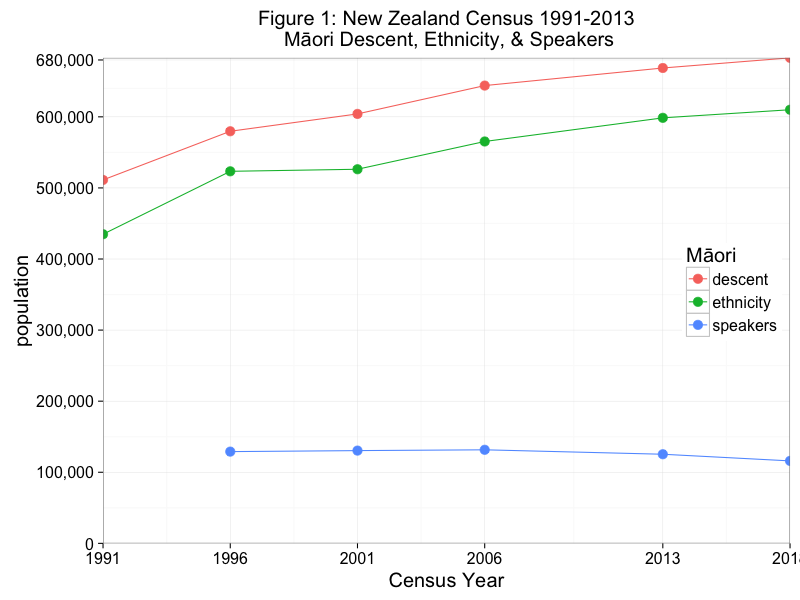 Figure 1: New Zealand Census 1991-2013
Māori Descent, Ethnicity, & Speakers
680,000
600,000
500,000
400,000
300,000
200,000
100,000
0
population
Māori
descent
ethnicity
speakers
1991 1996 2001 2006 2013 2018
Census Year